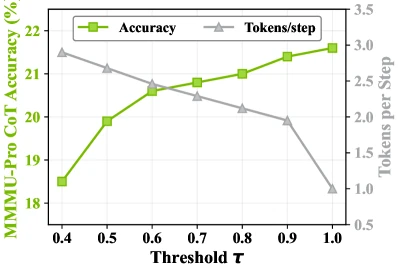 Accuracy Tokens/step
MMMU-Pro CoT Accuracy (%)
22
21
20
19
18
3.5
3.0
2.5
2.0
1.5
1.0
0.5
Tokens per Step
0.4 0.5 0.6 0.7 0.8 0.9 1.0
Threshold τ